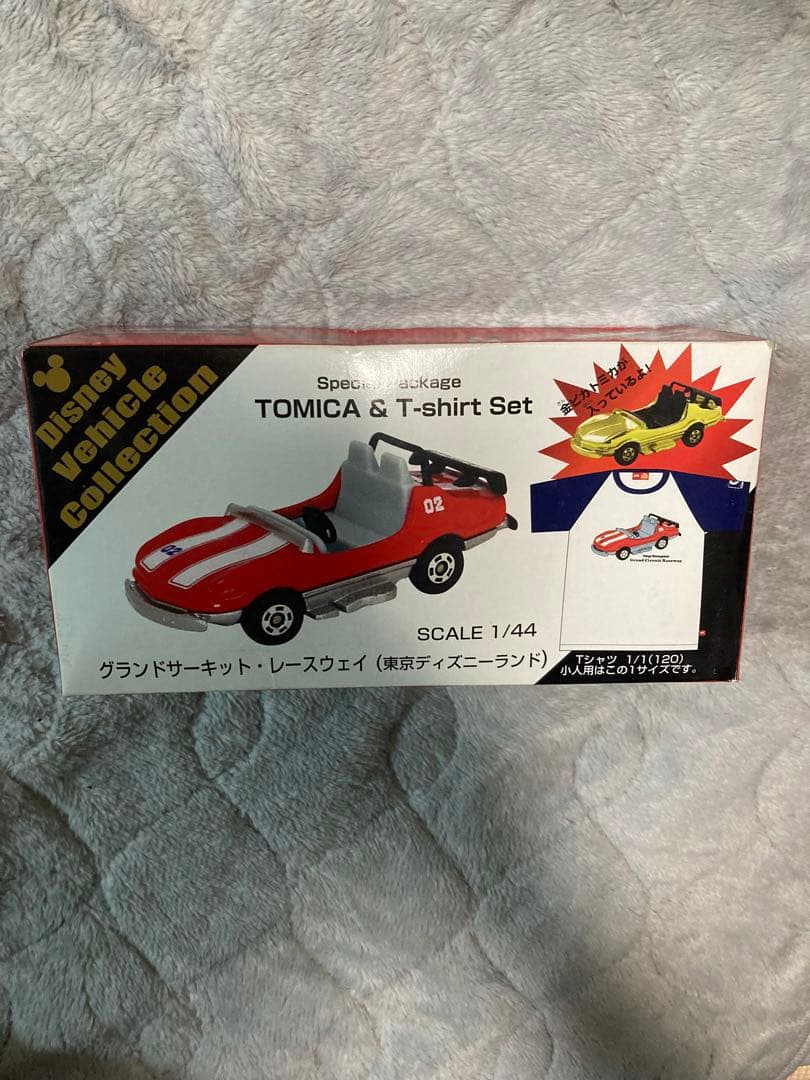 Disney
Vehicle
Collection
Special Package
TOMICA & T-shirt Set
金ピカトミカが
入っているよ!
02
02
Grand Circuit Raceway
SCALE 1/44
グランドサーキット・レースウェイ(東京ディズニーランド)
Tシャツ 1/1(120)
小人用はこの1サイズです。